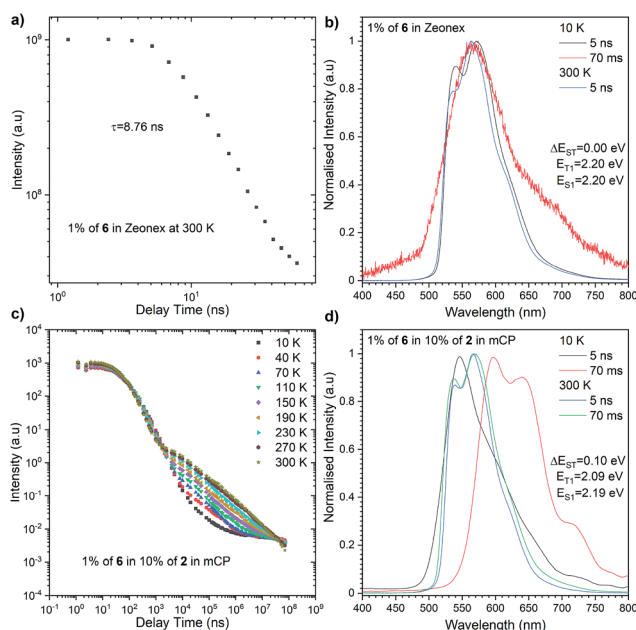 a)
10⁹
10⁸
Intensity (a.u)
τ=8.76 ns
1% of 6 in Zeonex at 300 K
10⁰
10¹
Delay Time (ns)
b)
1% of 6 in Zeonex
10 K
5 ns
70 ms
300 K
5 ns
ΔE_ST=0.00 eV
E_T1=2.20 eV
E_S1=2.20 eV
Normalised Intensity (a.u)
1
0.8
0.6
0.4
0.2
0
400 450 500 550 600 650 700 750 800
Wavelength (nm)
c)
10⁴
10³
10²
10¹
10⁰
10⁻¹
10⁻²
10⁻³
10⁻⁴
10⁻⁵
Intensity (a.u)
10 K
40 K
70 K
110 K
150 K
190 K
230 K
270 K
300 K
1% of 6 in 10% of 2 in mCP
10⁻¹ 10⁰ 10¹ 10² 10³ 10⁴ 10⁵ 10⁶ 10⁷ 10⁸ 10⁹
Delay Time (ns)
d)
1% of 6 in 10% of 2 in mCP
10 K
5 ns
70 ms
300 K
5 ns
70 ms
ΔE_ST=0.10 eV
E_T1=2.09 eV
E_S1=2.19 eV
Normalised Intensity (a.u)
1
0.8
0.6
0.4
0.2
0
400 450 500 550 600 650 700 750 800
Wavelength (nm)